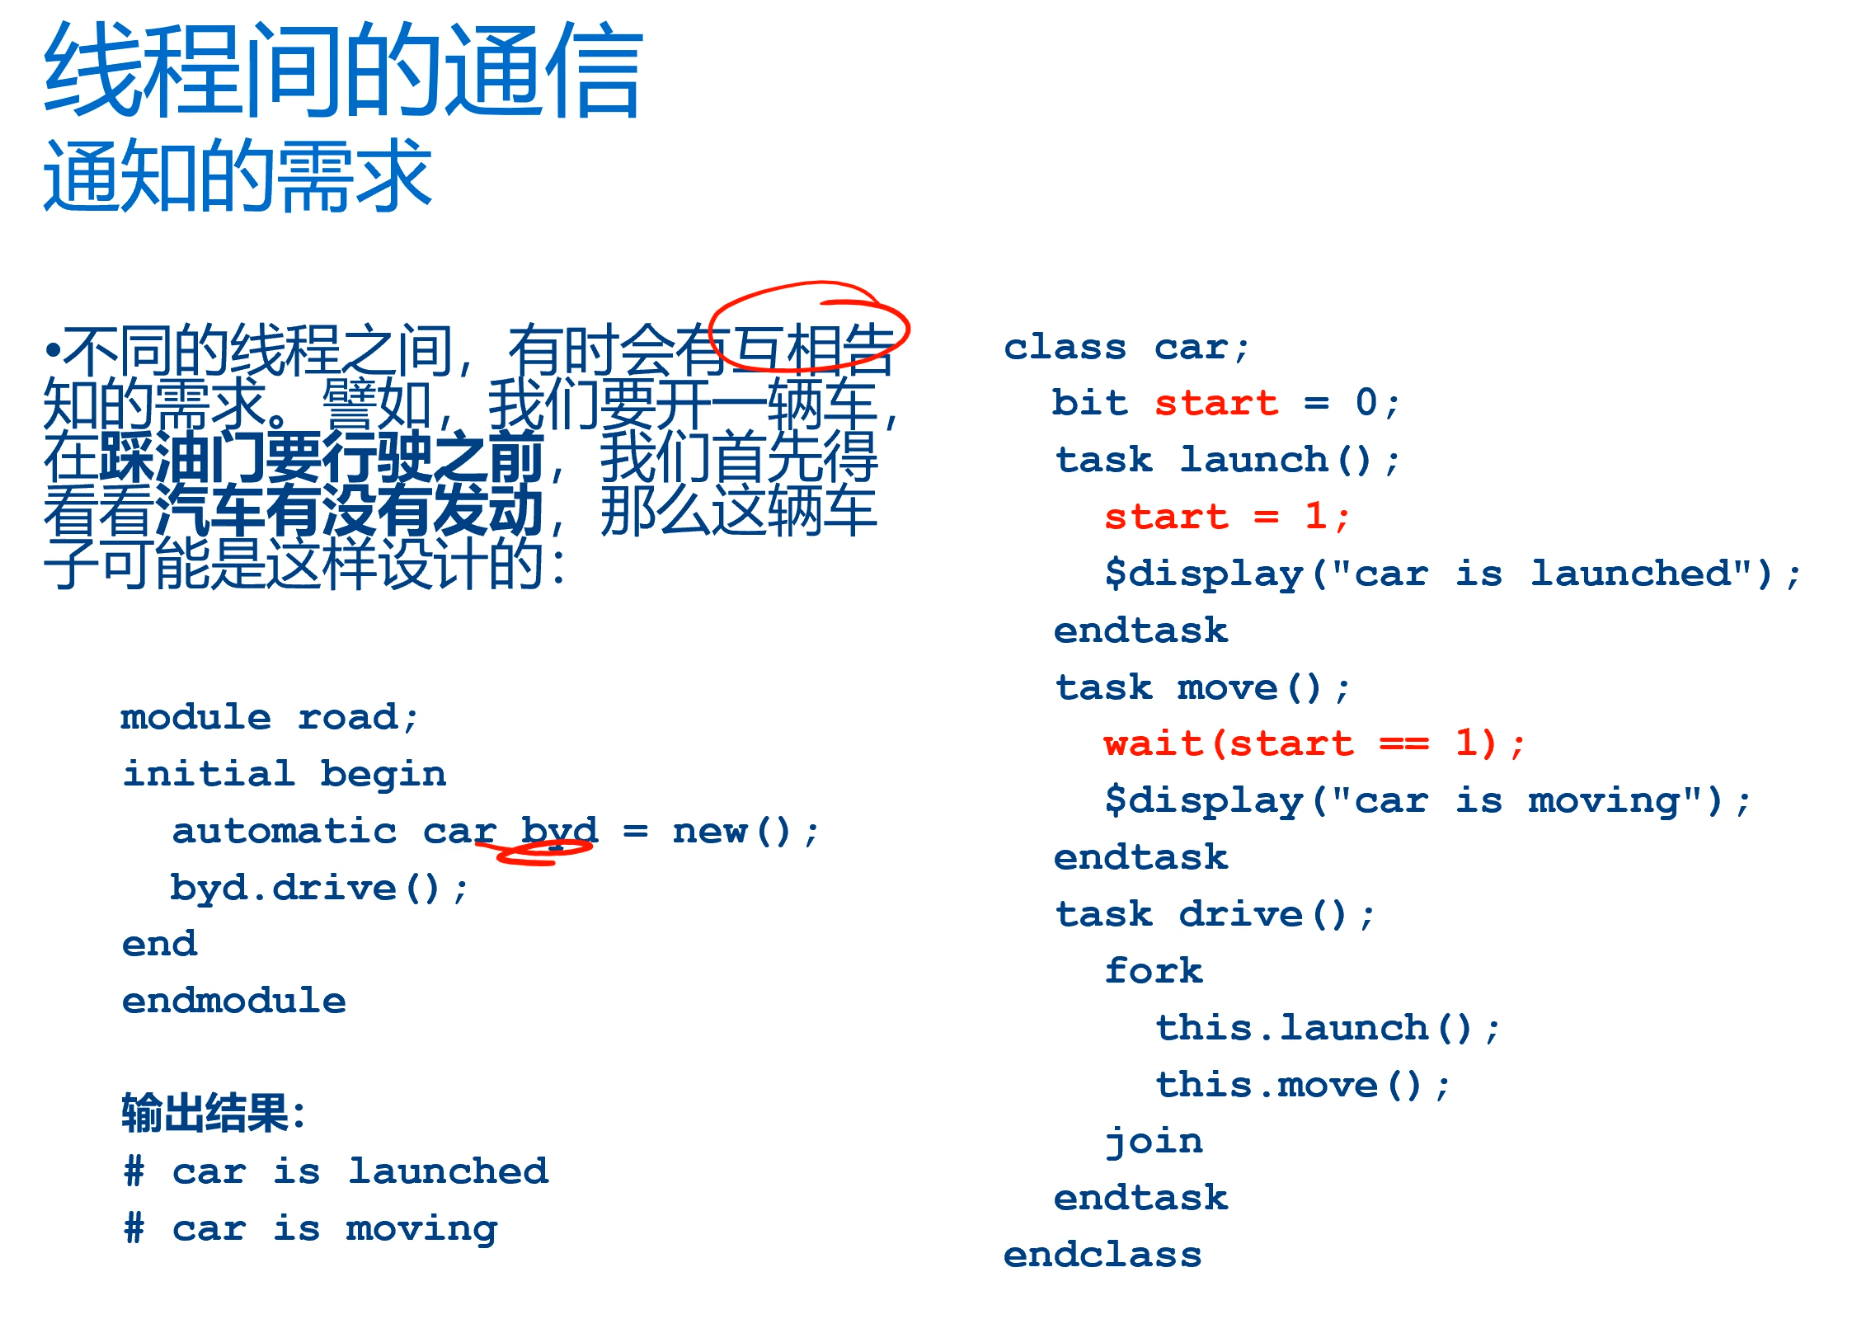 线程间的通信
通知的需求
•不同的线程之间，有时会有互相告
知的需求。譬如，我们要开一辆车，
在踩油门要行驶之前，我们首先得
看看汽车有没有发动，那么这辆车
子可能是这样设计的：
module road;
initial begin
automatic car byd = new();
byd.drive();
end
endmodule
输出结果：
# car is launched
# car is moving
class car;
bit start = 0;
task launch();
start = 1;
$display("car is launched");
endtask
task move();
wait(start == 1);
$display("car is moving");
endtask
task drive();
fork
this.launch();
this.move();
join
endtask
endclass